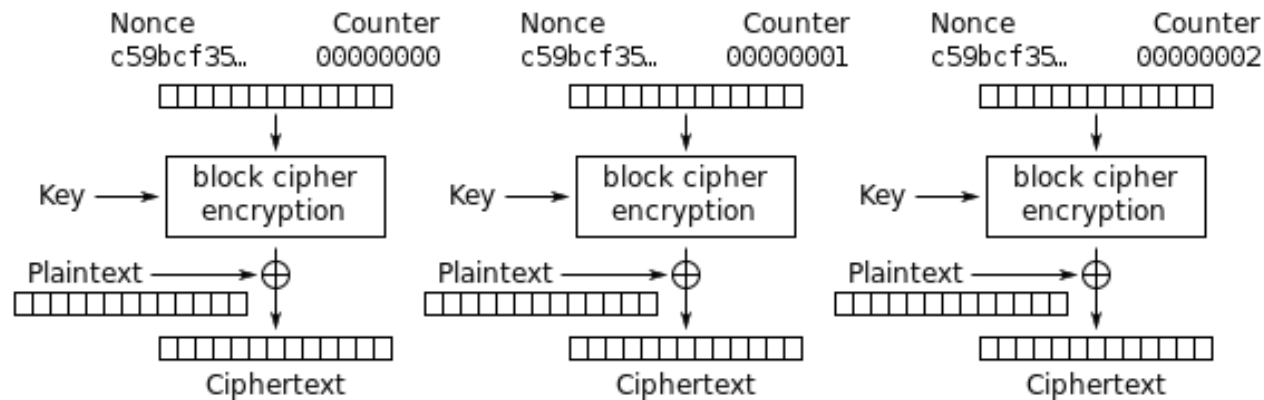 Nonce Counter Nonce Counter Nonce Counter
c59bcf35… 00000000 c59bcf35… 00000001 c59bcf35… 00000002
block cipher block cipher block cipher
Key encryption Key encryption Key encryption
Plaintext Plaintext Plaintext
Ciphertext Ciphertext Ciphertext